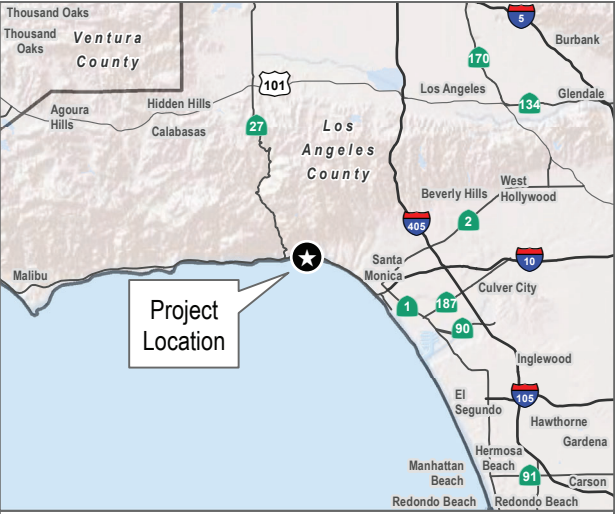 Thousand Oaks
Thousand
Oaks
Ventura
County
5
Burbank
170
101
Los Angeles
134
Glendale
Agoura
Hills
Hidden Hills
Calabasas
27
Los
Angeles
County
West
Hollywood
Beverly Hills
405
2
Malibu
Santa
Monica
10
Culver City
Project
Location
1
187
90
Inglewood
El
Segundo
105
Hawthorne
Gardena
Hermosa
Beach
Manhattan
Beach
91
Carson
Redondo Beach
Redondo Beach